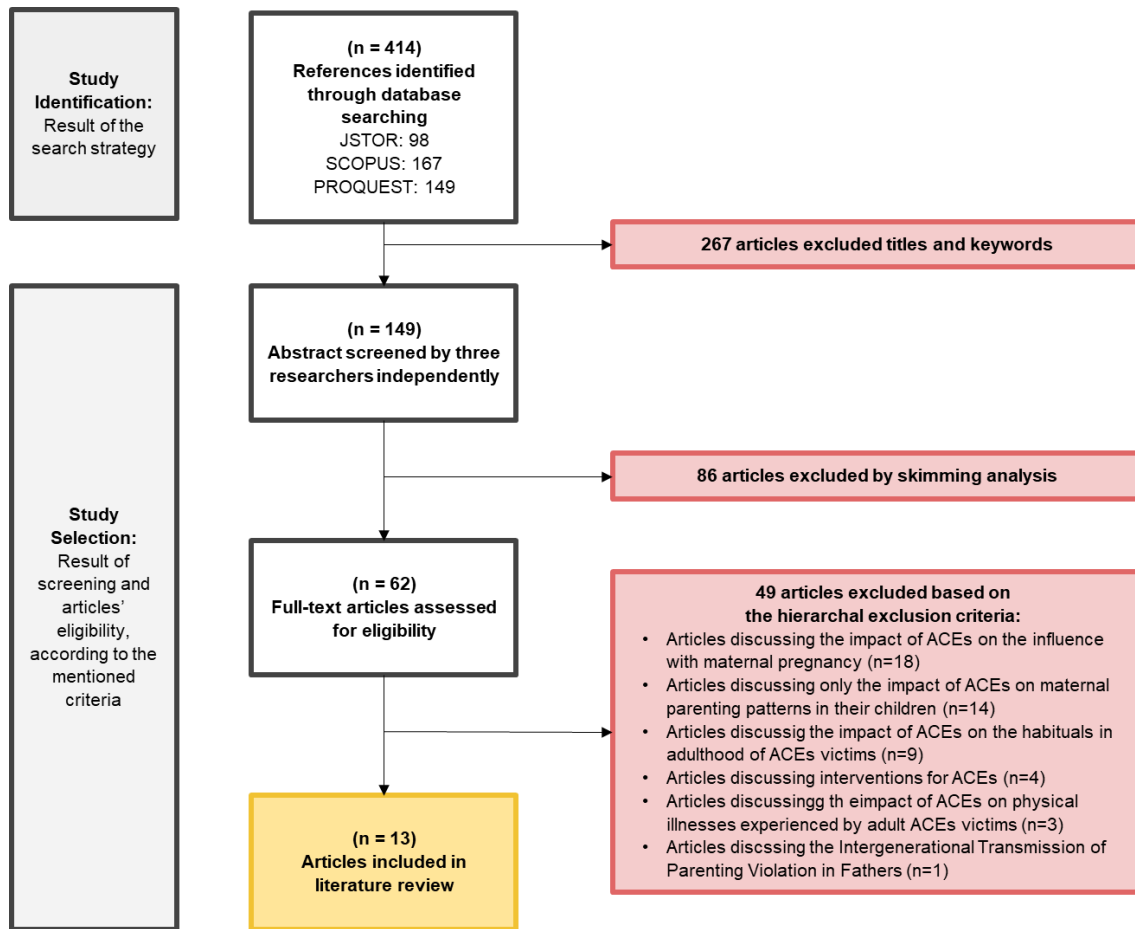 Study
Identification:
Result of the
search strategy
(n = 414)
References identified
through database
searching
JSTOR: 98
SCOPUS: 167
PROQUEST: 149
267 articles excluded titles and keywords
(n = 149)
Abstract screened by three
researchers independently
86 articles excluded by skimming analysis
Study
Selection:
Result of
screening and
articles’
eligibility,
according to the
mentioned
criteria
(n = 62)
Full-text articles assessed
for eligibility
49 articles excluded based on
the hierarchal exclusion criteria:
• Articles discussing the impact of ACEs on the influence
with maternal pregnancy (n=18)
• Articles discussing only the impact of ACEs on maternal
parenting patterns in their children (n=14)
• Articles discussig the impact of ACEs on the habituals in
adulthood of ACEs victims (n=9)
• Articles discussing interventions for ACEs (n=4)
• Articles discussingg th eimpact of ACEs on physical
illnesses experienced by adult ACEs victims (n=3)
• Articles discssing the Intergenerational Transmission of
Parenting Violation in Fathers (n=1)
(n = 13)
Articles included in
literature review